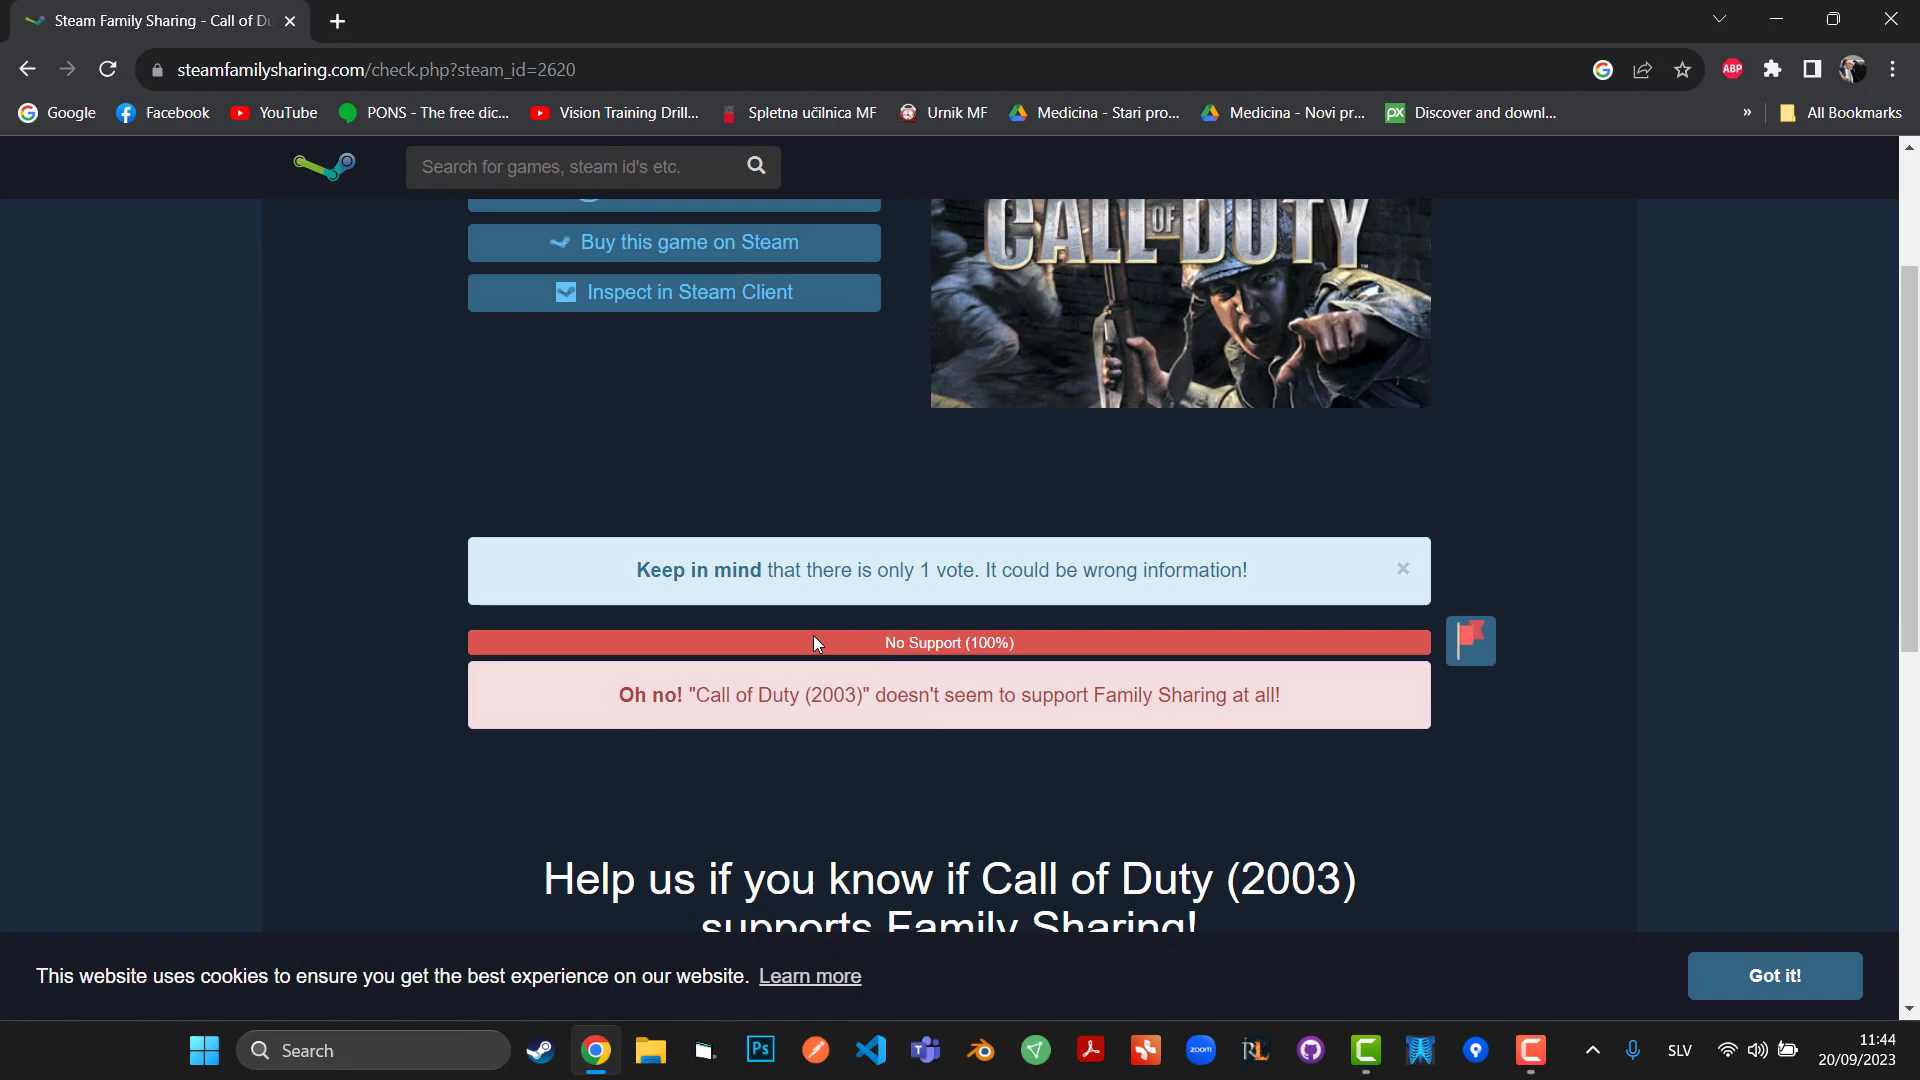 Steam Family Sharing - Call of Du
steamfamilysharing.com/check.php?steam_id=2620
ABP
Google
Facebook
YouTube
PONS - The free dic...
Vision Training Drill...
Spletna učilnica MF
Urnik MF
Medicina - Stari pro...
Medicina - Novi pr...
px
Discover and downl...
»
All Bookmarks
Search for games, steam id's etc.
CALL OF DUTY
Buy this game on Steam
Inspect in Steam Client
Keep in mind that there is only 1 vote. It could be wrong information!
×
No Support (100%)
Oh no! "Call of Duty (2003)" doesn't seem to support Family Sharing at all!
Help us if you know if Call of Duty (2003)
supports Family Sharing!
This website uses cookies to ensure you get the best experience on our website. Learn more
Got it!
Search
Ps
zoom
RL
C
C
SLV
11:44
20/09/2023